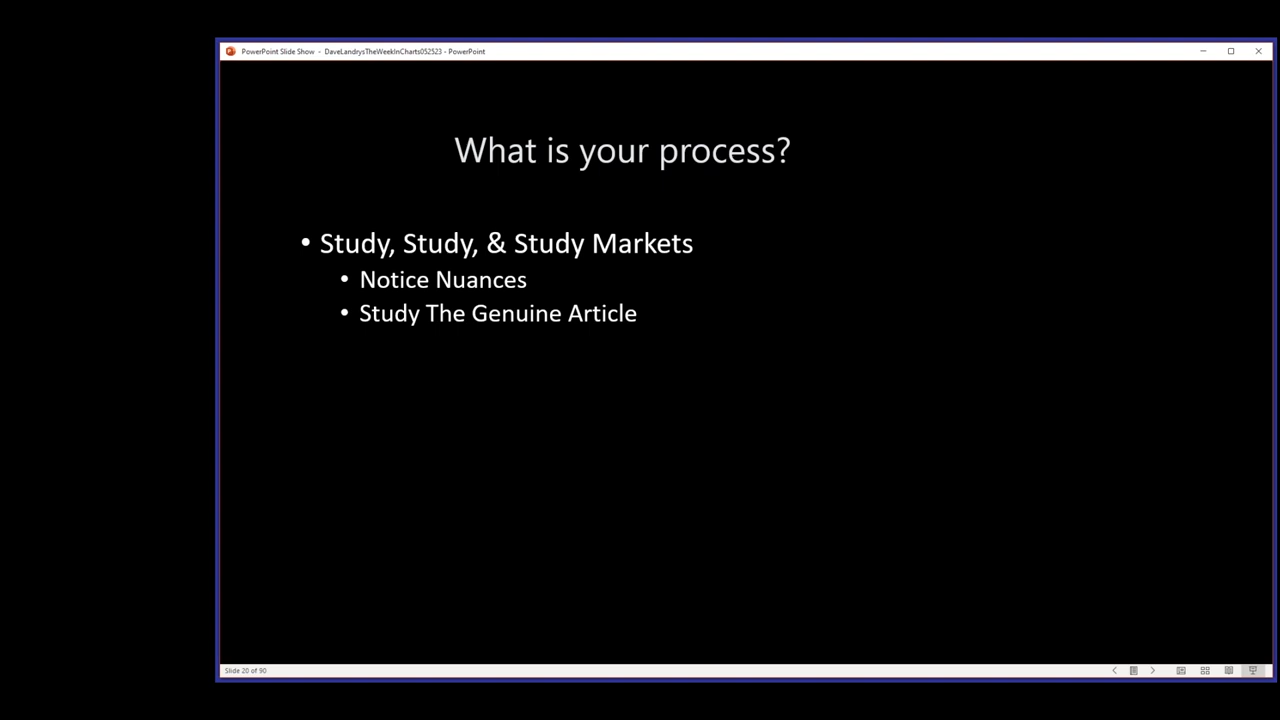 PowerPoint Slide Show - DaveLandrysTheWeekInCharts052523 - PowerPoint
What is your process?
• Study, Study, & Study Markets
• Notice Nuances
• Study The Genuine Article
Slide 20 of 90